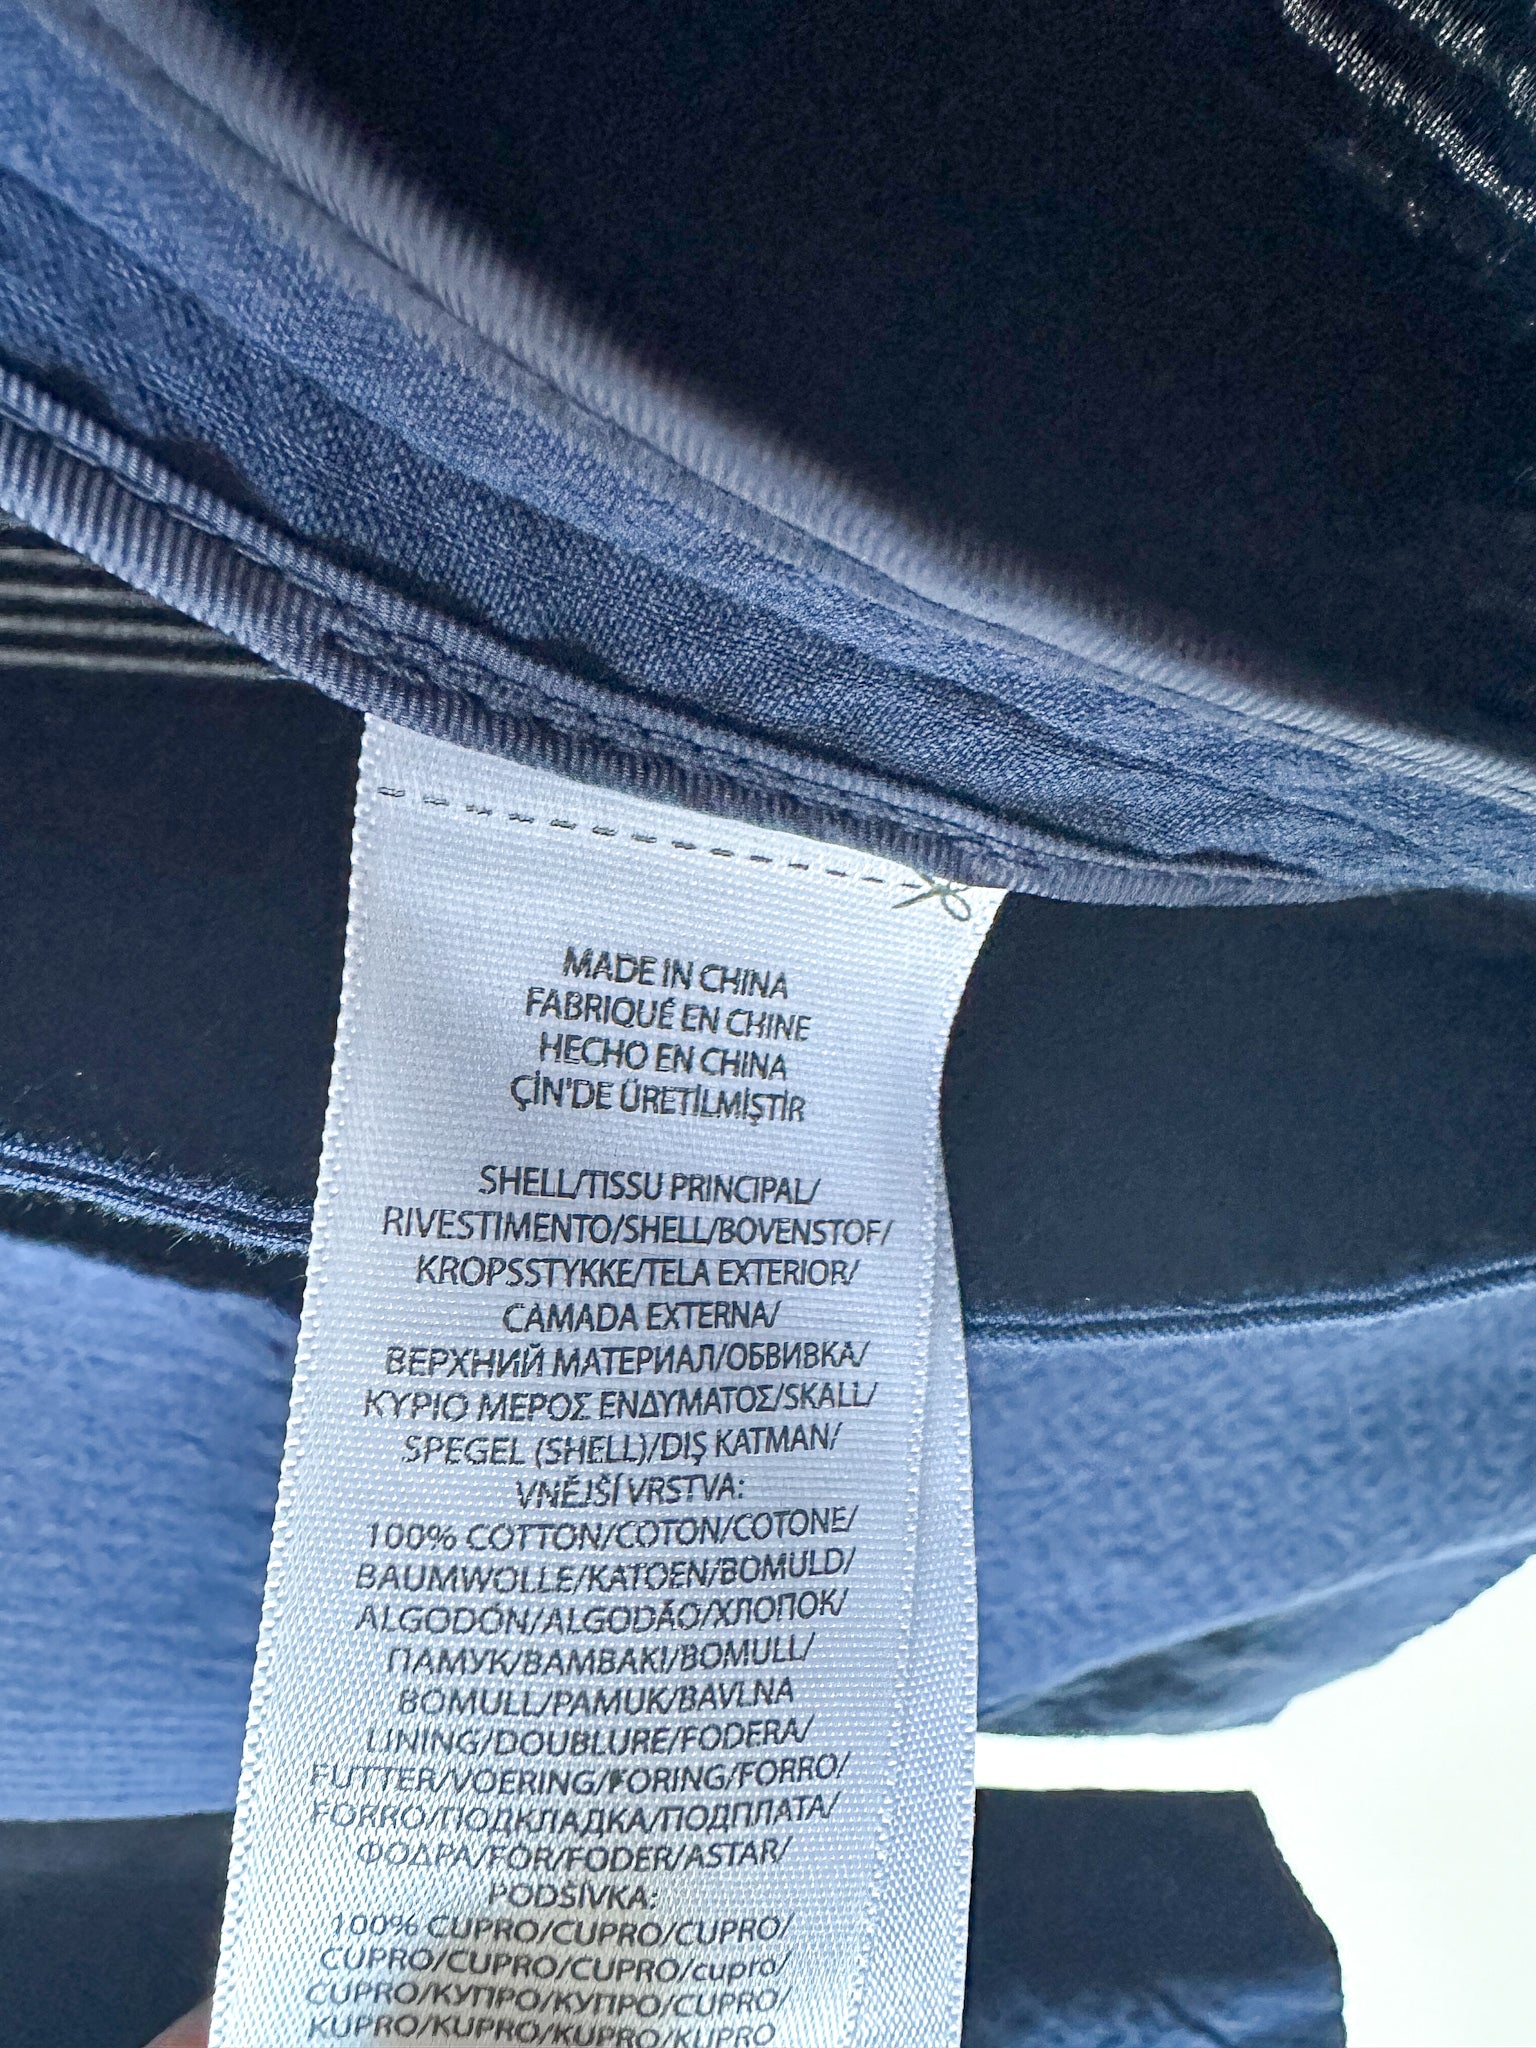 MADE IN CHINA
FABRIQUÉ EN CHINE
HECHO EN CHINA
ÇİN'DE ÜRETİLMİŞTİR
SHELL/TISSU PRINCIPAL/
RIVESTIMENTO/SHELL/BOVENSTOF/
KROPSSTYKKE/TELA EXTERIOR/
CAMADA EXTERNA/
ВЕРХНИЙ МАТЕРИАЛ/ОБВИВКА/
ΚΥΡΙΟ ΜΕΡΟΣ ΕΝΔΥΜΑΤΟΣ/SKALL/
SPEGEL (SHELL)/DIŞ KATMAN/
VNĚJŠÍ VRSTVA:
100% COTTON/COTON/COTONE/
BAUMWOLLE/KATOEN/BOMULD/
ALGODÓN/ALGODÃO/ХЛОПОК/
ПАМУК/ΒΑΜΒΑΚΙ/BOMULL/
BOMULL/PAMUK/BAVLNA
LINING/DOUBLURE/FODERA/
FUTTER/VOERING/FORING/FORRO/
FORRO/ПОДКЛАДКА/ПОДПЛАТА/
ΦΟΔΡΑ/FÔR/FODER/ASTAR/
PODŠÍVKA:
100% CUPRO/CUPRO/CUPRO/
CUPRO/CUPRO/CUPRO/cupro/
CUPRO/КУПРО/КУПРО/CUPRO/
KUPRO/KUPRO/KUPRO/KUPRO